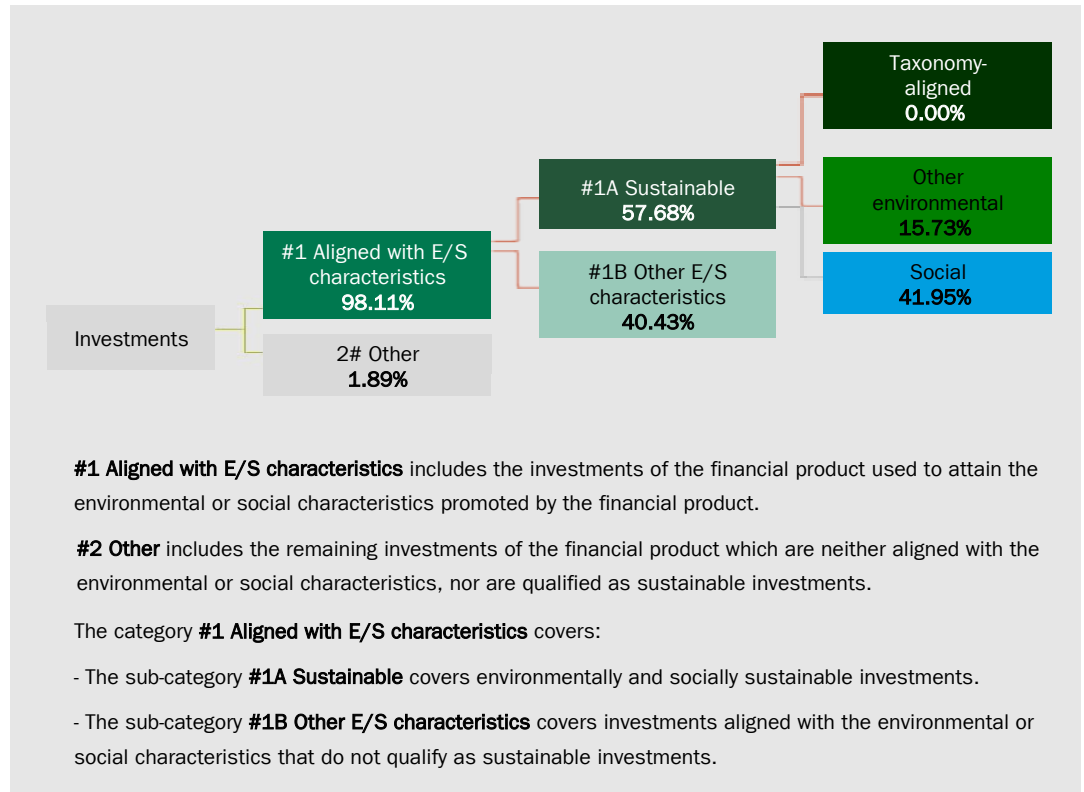 Taxonomy-
aligned
0.00%
#1A Sustainable
57.68%
Other
environmental
15.73%
#1 Aligned with E/S
characteristics
98.11%
#1B Other E/S
characteristics
40.43%
Social
41.95%
Investments
2# Other
1.89%
#1 Aligned with E/S characteristics includes the investments of the financial product used to attain the
environmental or social characteristics promoted by the financial product.
#2 Other includes the remaining investments of the financial product which are neither aligned with the
environmental or social characteristics, nor are qualified as sustainable investments.
The category #1 Aligned with E/S characteristics covers:
- The sub-category #1A Sustainable covers environmentally and socially sustainable investments.
- The sub-category #1B Other E/S characteristics covers investments aligned with the environmental or
social characteristics that do not qualify as sustainable investments.